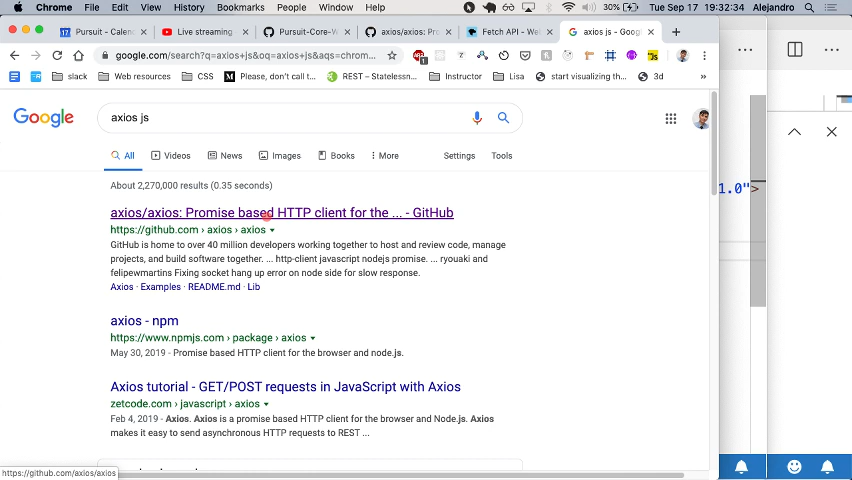 Chrome File Edit View History Bookmarks People Window Help 30% Tue Sep 17 19:32:34 Alejandro
17 Pursuit - Calend
Live streaming
Pursuit-Core-W
axios/axios: Pro
Fetch API - Web
axios js - Goog
google.com/search?q=axios+js&oq=axios+js&aqs=chrom...
slack Web resources CSS Please, don't call t... REST – Statelessn... Instructor Lisa start visualizing th... 3d »
Google
axios js
All Videos News Images Books More Settings Tools
About 2,270,000 results (0.35 seconds)
axios/axios: Promise based HTTP client for the ... - GitHub
https://github.com › axios › axios
GitHub is home to over 40 million developers working together to host and review code, manage
projects, and build software together. ... http-client javascript nodejs promise. ... ryouaki and
felipewmartins Fixing socket hang up error on node side for slow response.
Axios · Examples · README.md · Lib
axios - npm
https://www.npmjs.com › package › axios
May 30, 2019 - Promise based HTTP client for the browser and node.js.
Axios tutorial - GET/POST requests in JavaScript with Axios
zetcode.com › javascript › axios
Feb 4, 2019 - Axios. Axios is a promise based HTTP client for the browser and Node.js. Axios
makes it easy to send asynchronous HTTP requests to REST ...
https://github.com/axios/axios
1.0">